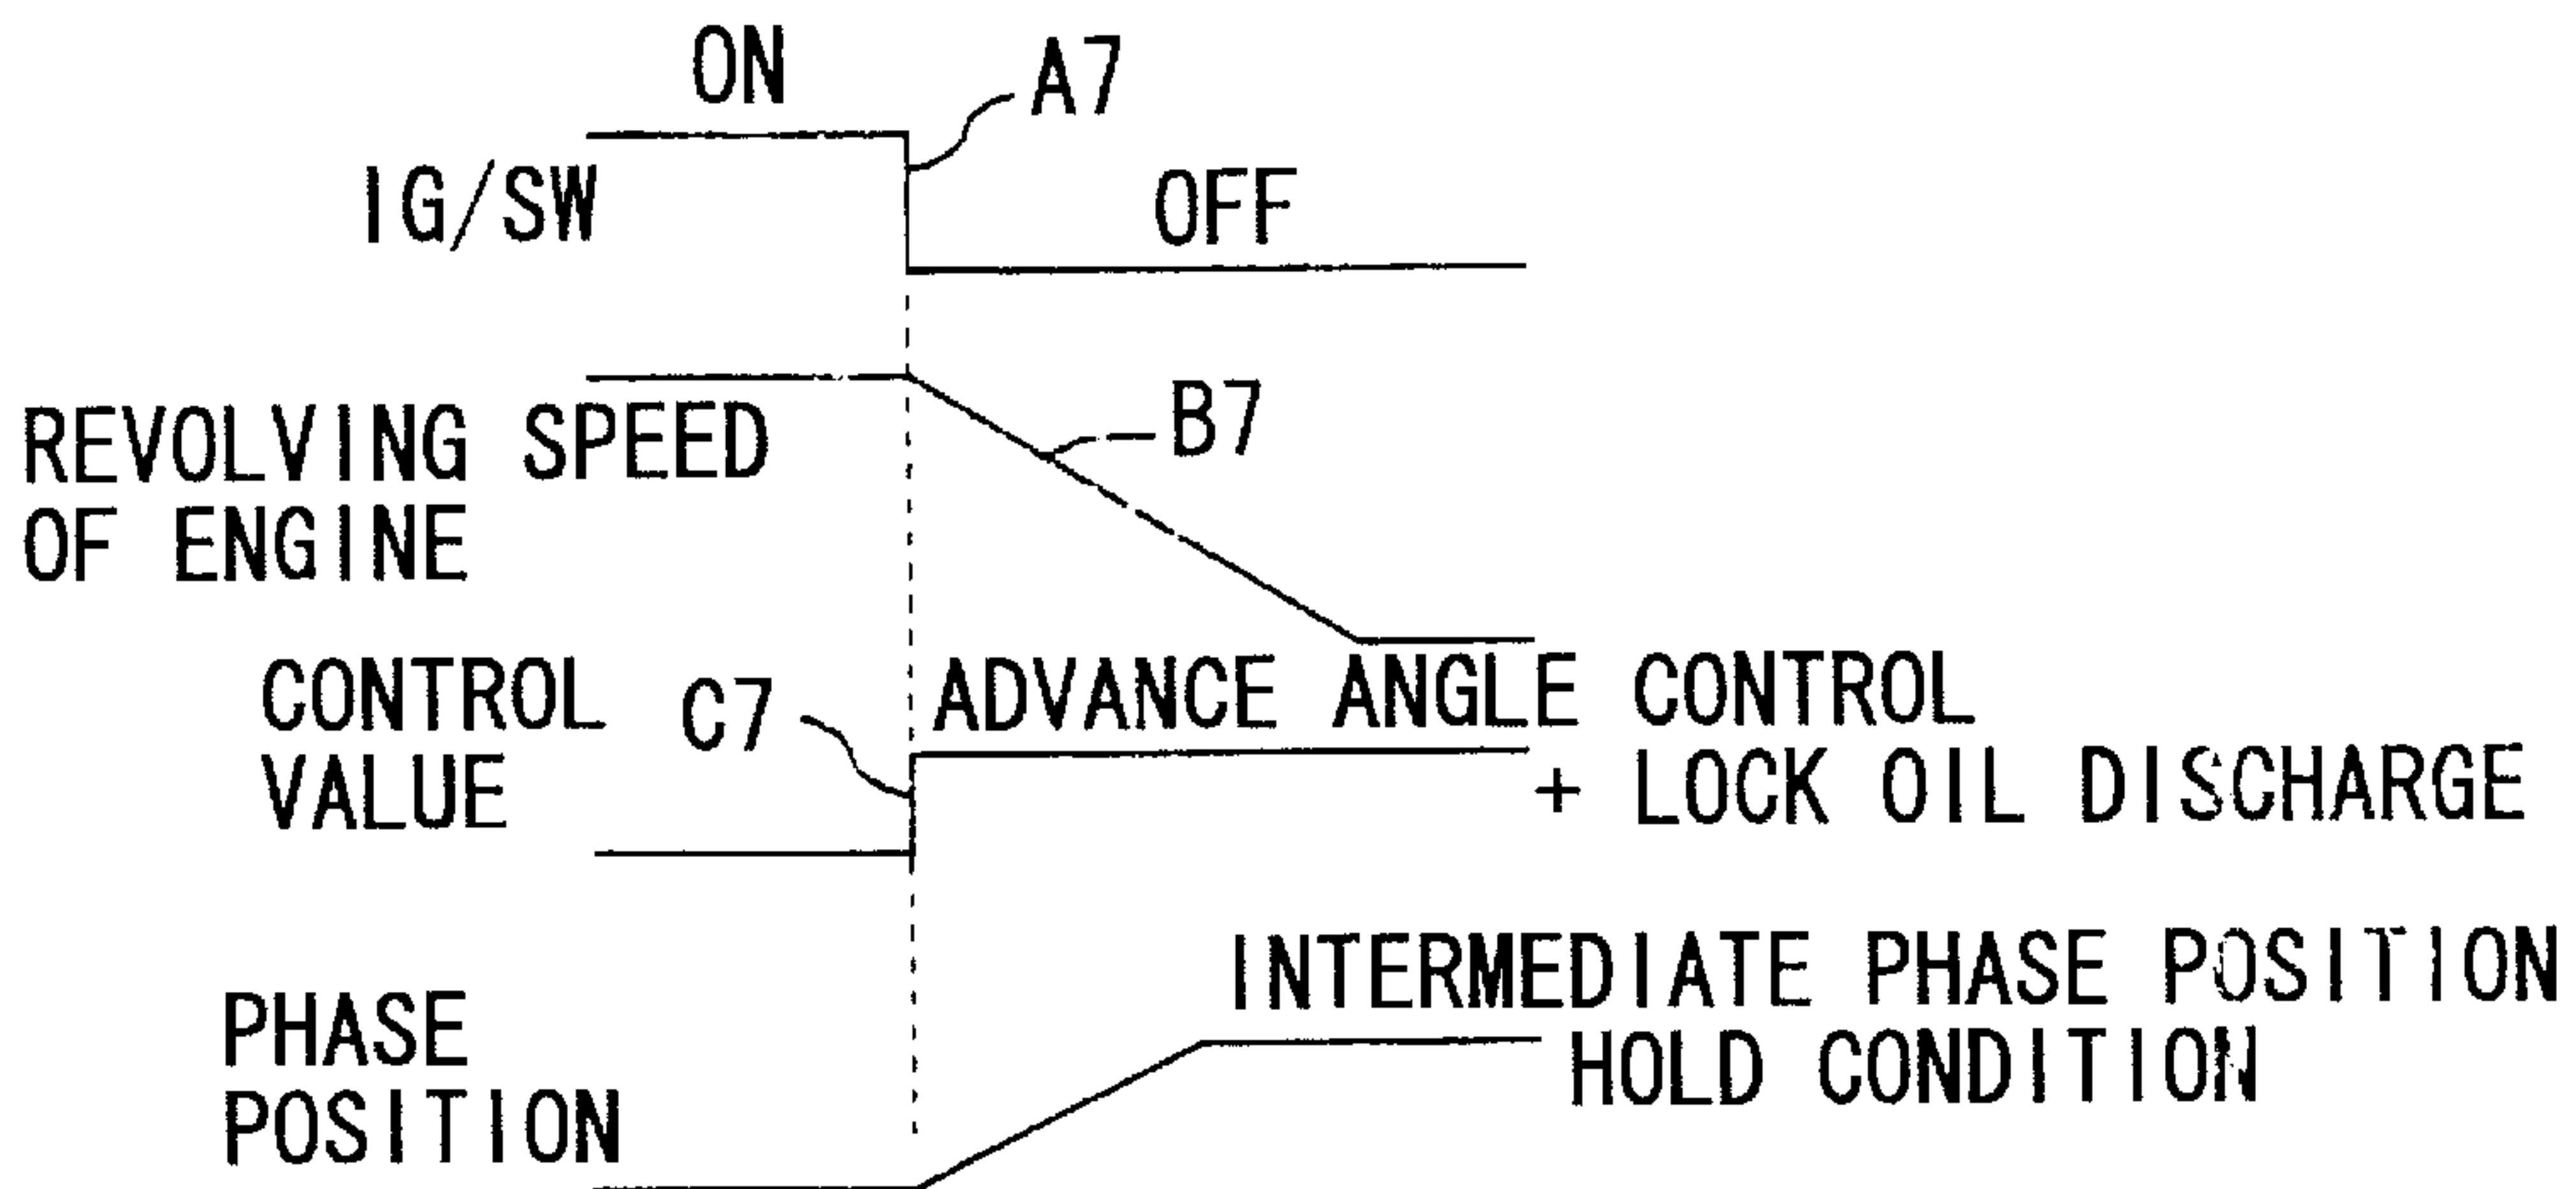 ON
A7
IG/SW
OFF
REVOLVING SPEED
OF ENGINE
B7
CONTROL
VALUE
C7
ADVANCE ANGLE CONTROL
+ LOCK OIL DISCHARGE
PHASE
POSITION
INTERMEDIATE PHASE POSITION
HOLD CONDITION